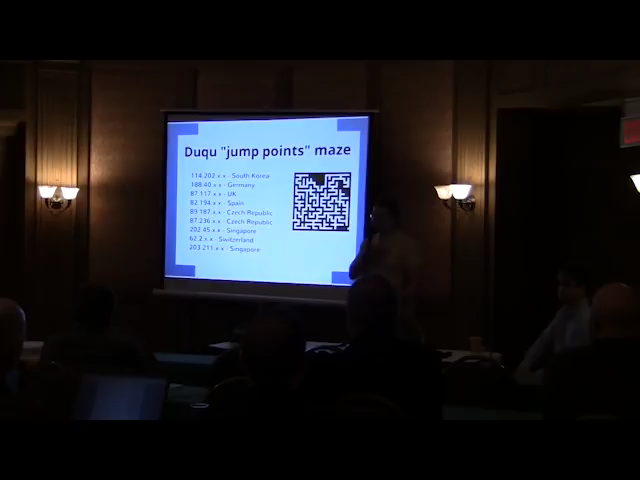 Duqu "jump points" maze
114.202.x.x - South Korea
188.40.x.x - Germany
87.117.x.x - UK
82.194.x.x - Spain
89.187.x.x - Czech Republic
87.236.x.x - Czech Republic
202.45.x.x - Singapore
62.2.x.x - Switzerland
203.211.x.x - Singapore